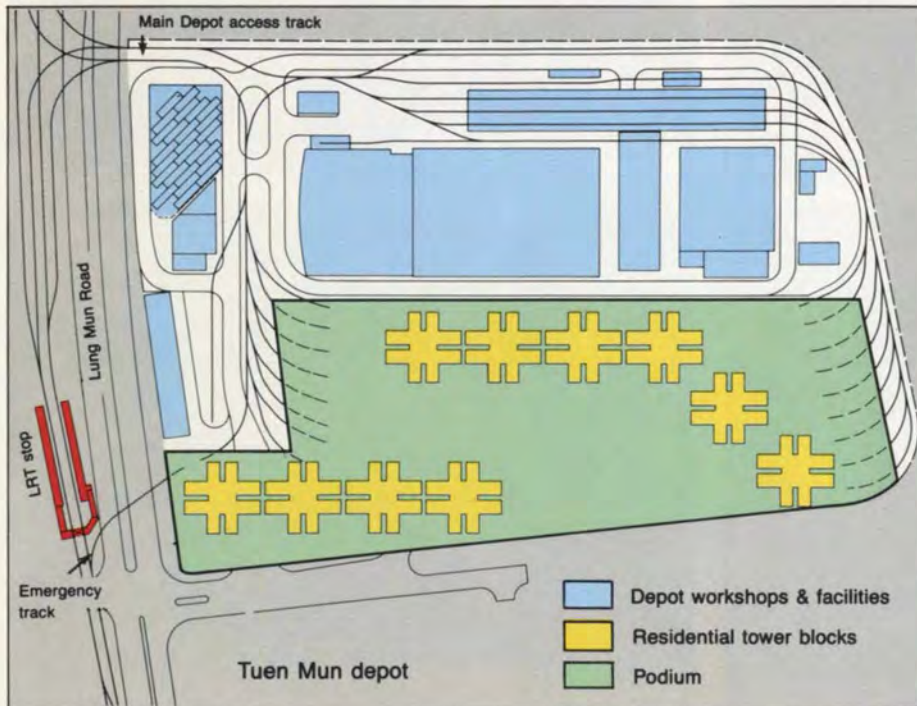 Main Depot access track
Lung Mun Road
LRT stop
Emergency
track
Depot workshops & facilities
Residential tower blocks
Podium
Tuen Mun depot